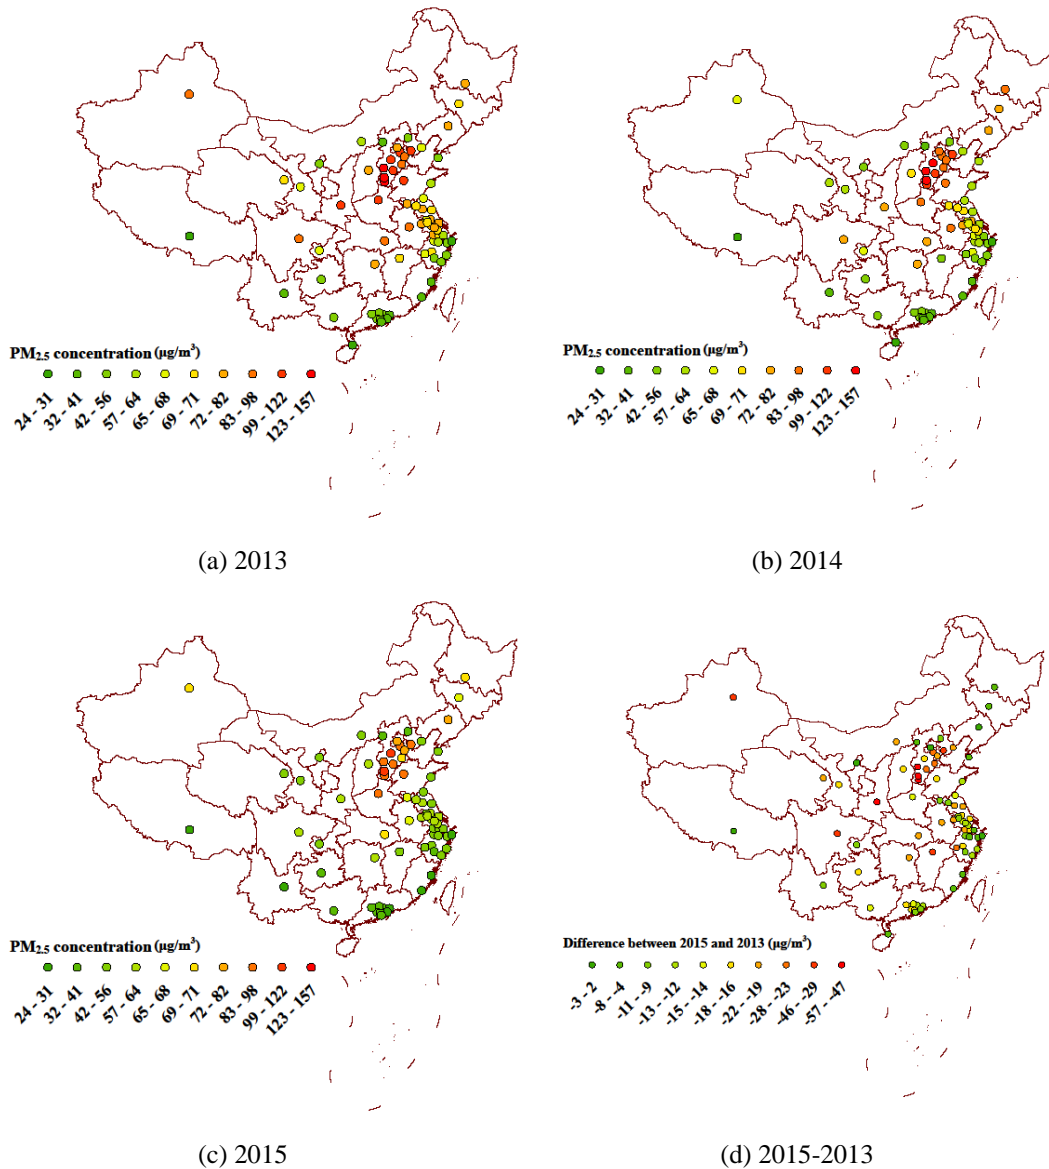 PM2.5 concentration (μg/m³)
24 - 31
32 - 41
42 - 56
57 - 64
65 - 68
69 - 71
72 - 82
83 - 98
99 - 122
123 - 157
(a) 2013
PM2.5 concentration (μg/m³)
24 - 31
32 - 41
42 - 56
57 - 64
65 - 68
69 - 71
72 - 82
83 - 98
99 - 122
123 - 157
(b) 2014
PM2.5 concentration (μg/m³)
24 - 31
32 - 41
42 - 56
57 - 64
65 - 68
69 - 71
72 - 82
83 - 98
99 - 122
123 - 157
(c) 2015
Difference between 2015 and 2013 (μg/m³)
-3 - 2
-8 - -4
-11 - -9
-13 - -12
-15 - -14
-18 - -16
-22 - -19
-28 - -23
-46 - -29
-57 - -47
(d) 2015-2013